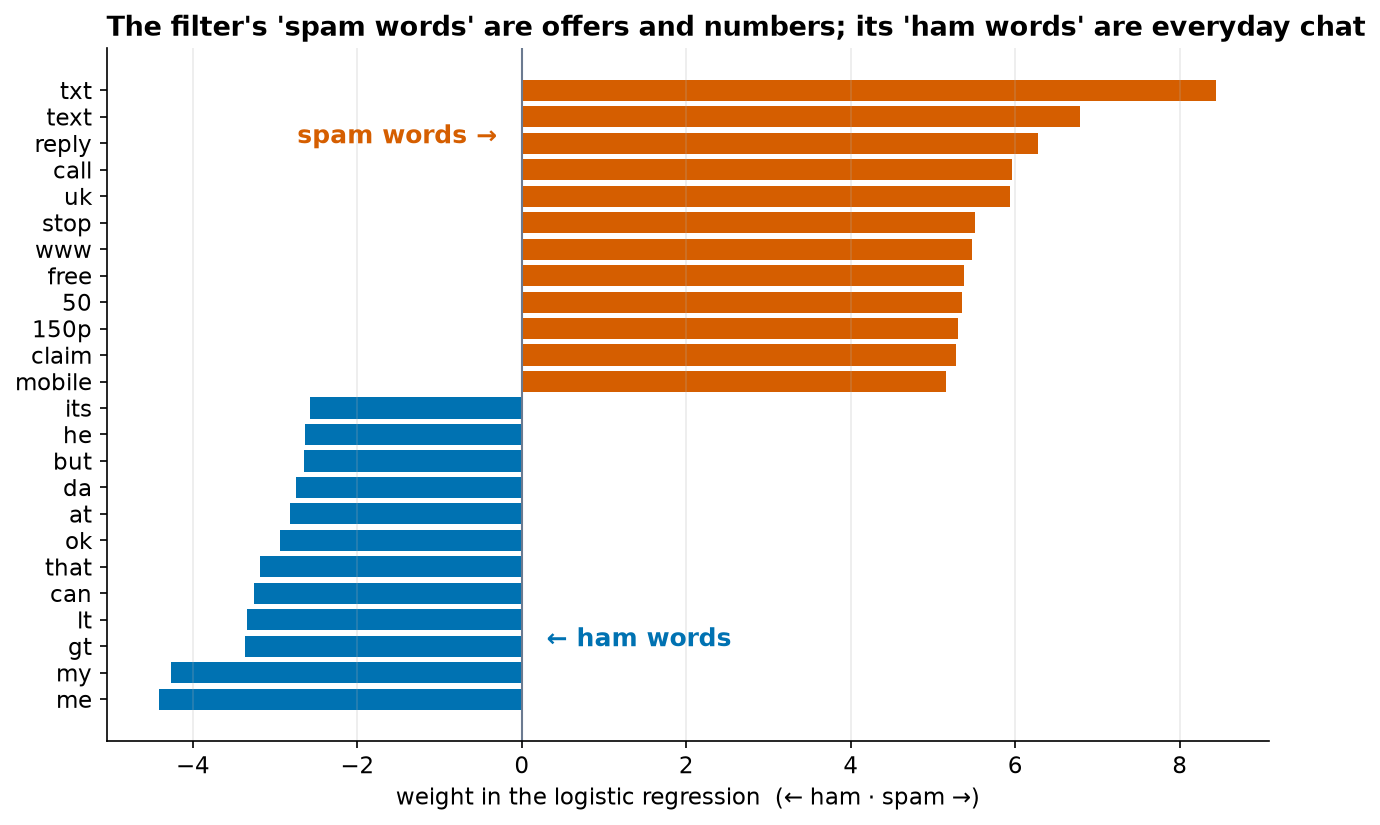 The filter's 'spam words' are offers and numbers; its 'ham words' are everyday chat
txt
text
spam words →
reply
call
uk
stop
www
free
50
150p
claim
mobile
its
he
but
da
at
ok
that
can
lt
← ham words
gt
my
me
−4 −2 0 2 4 6 8
weight in the logistic regression (← ham · spam →)